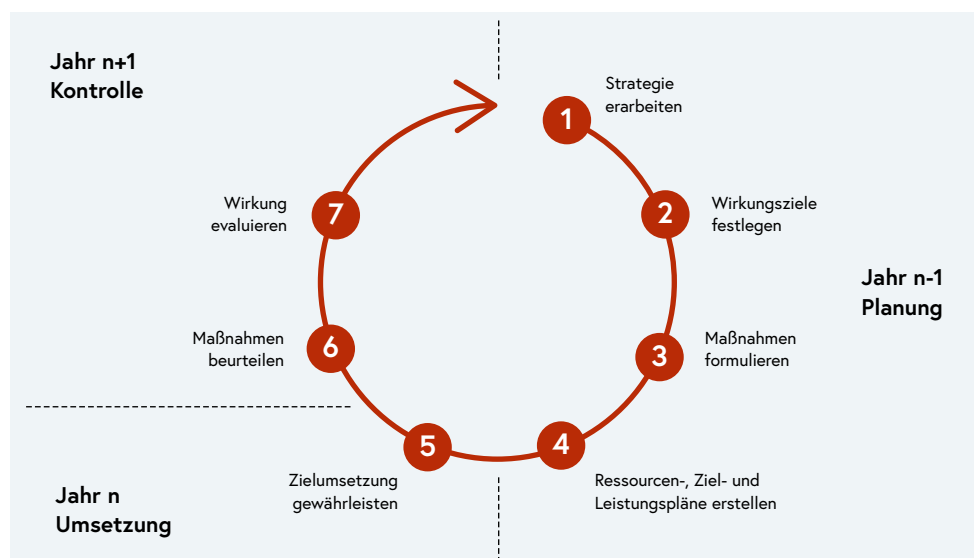 Jahr n+1
Kontrolle
Strategie
erarbeiten
1
Wirkungsziele
festlegen
2
Jahr n-1
Planung
Maßnahmen
formulieren
3
Ressourcen-, Ziel- und
Leistungspläne erstellen
4
Zielumsetzung
gewährleisten
5
Jahr n
Umsetzung
Maßnahmen
beurteilen
6
Wirkung
evaluieren
7